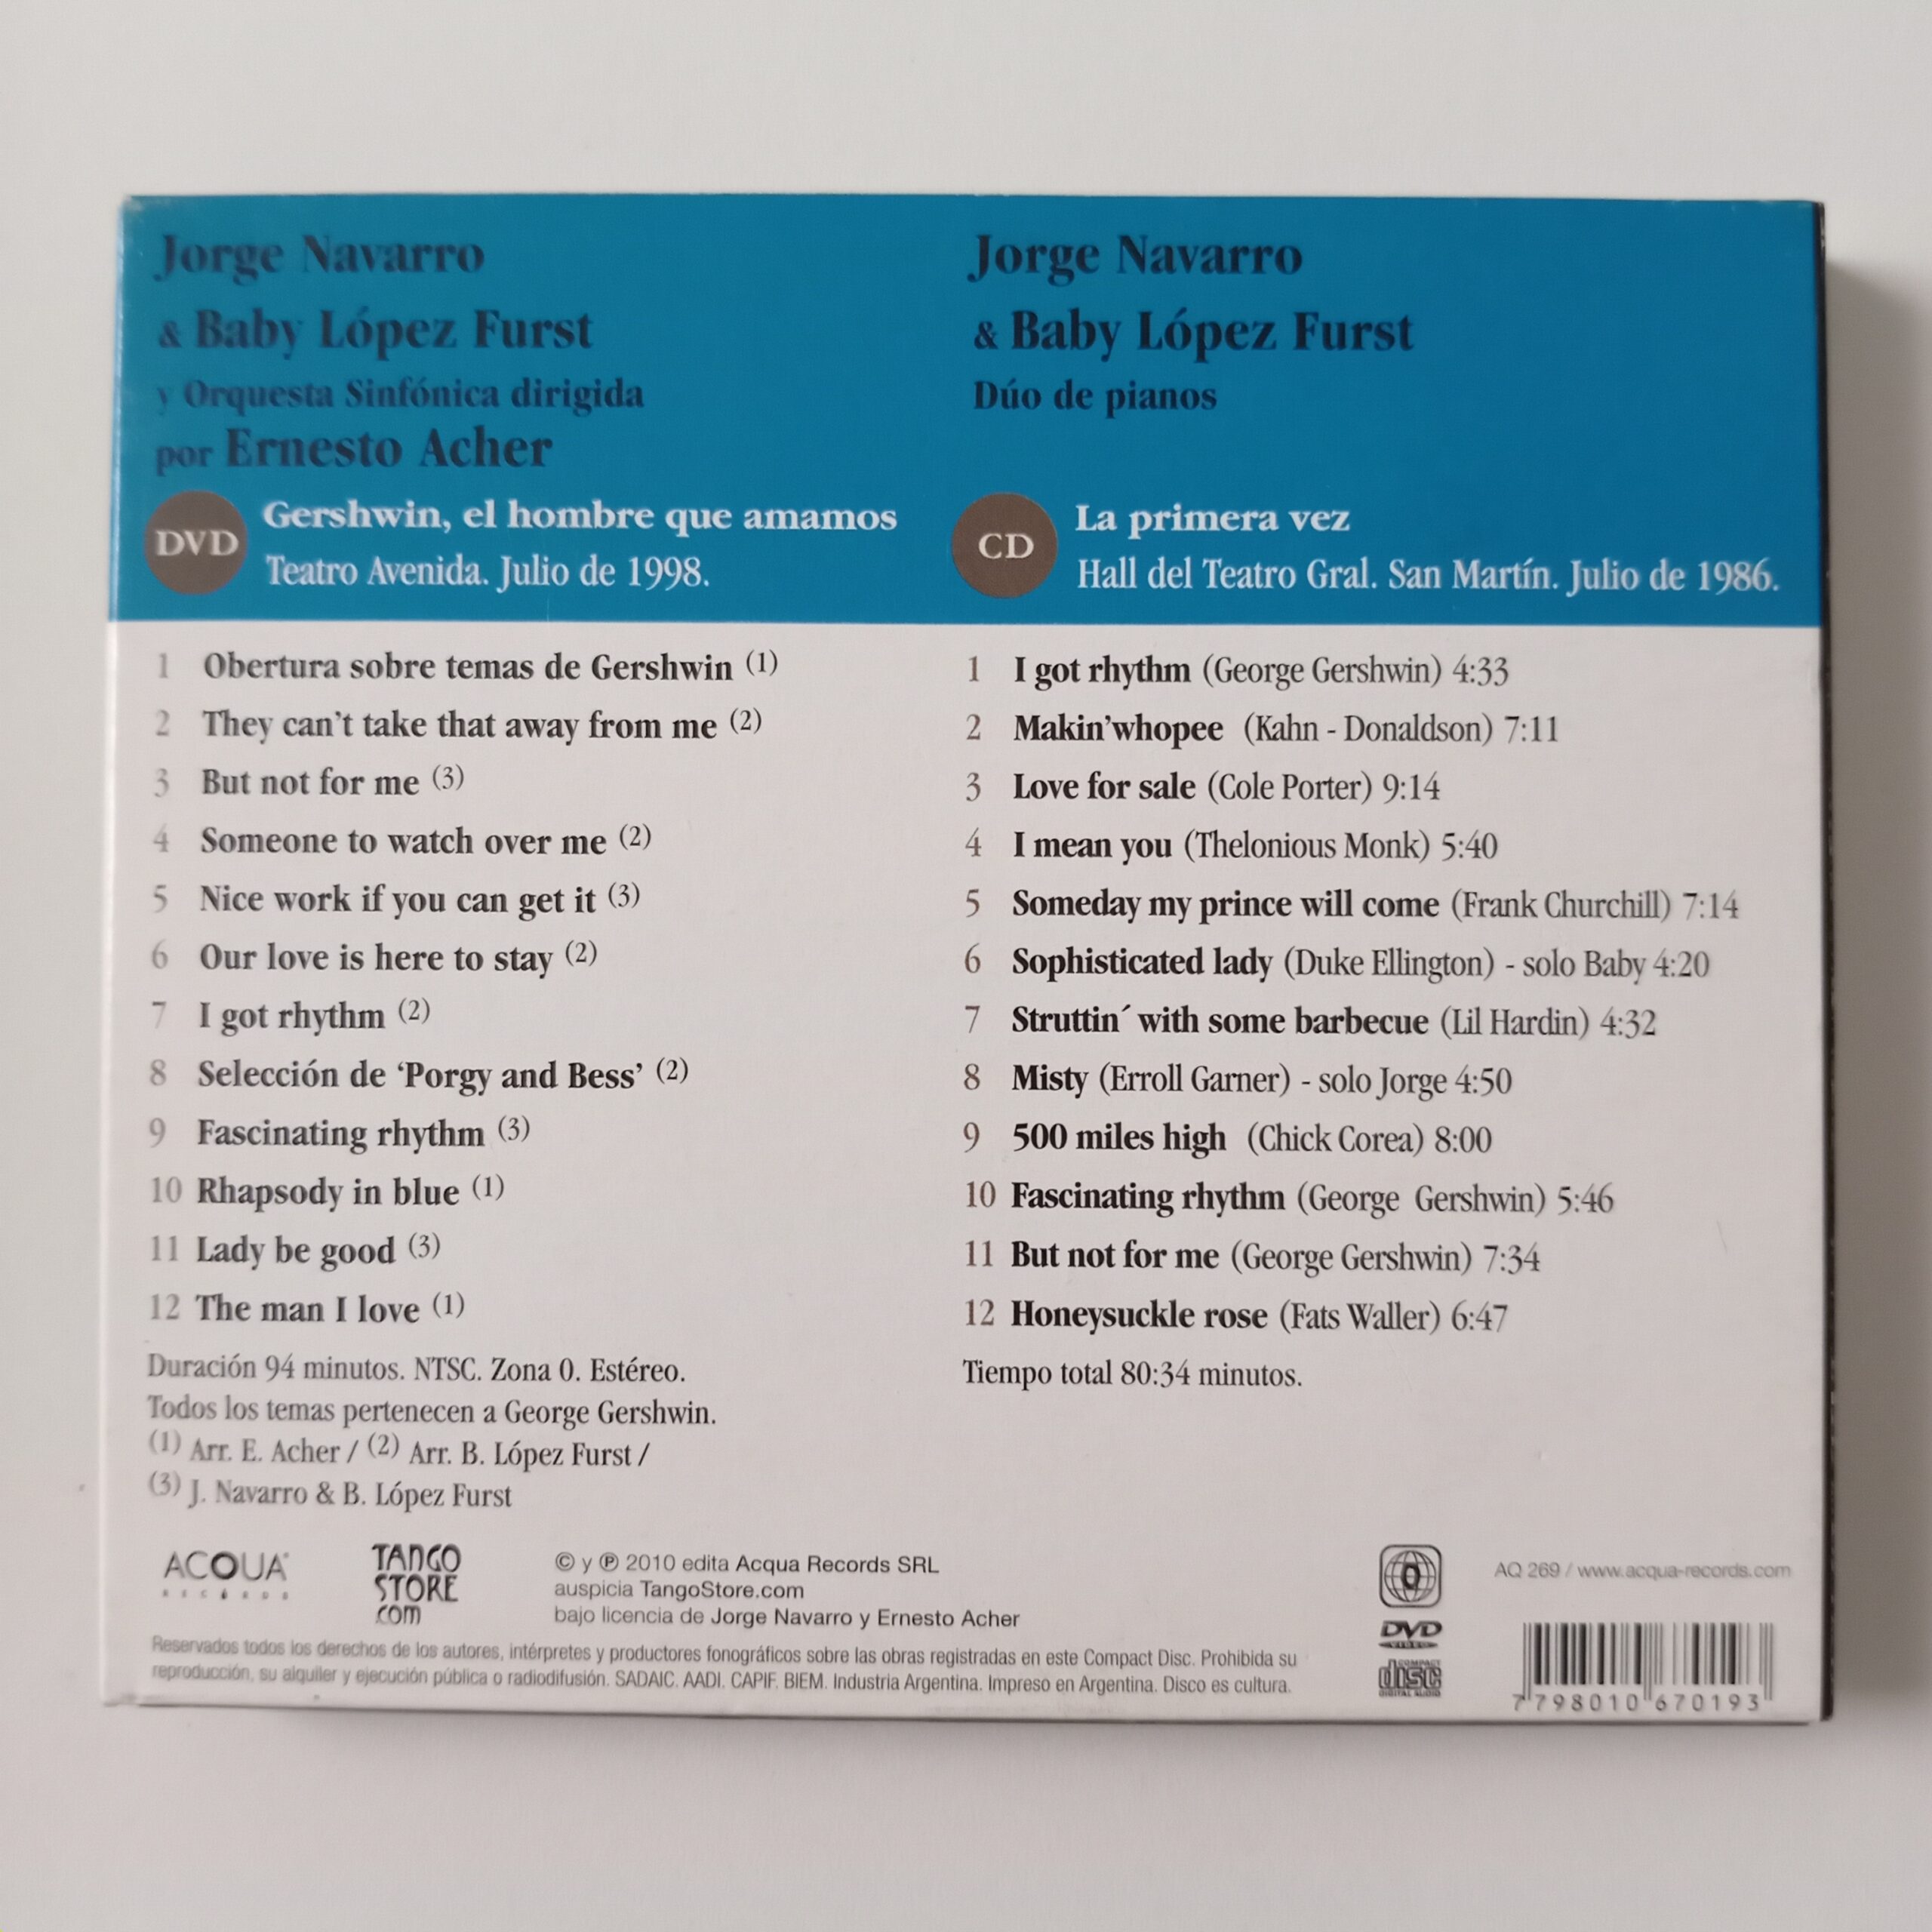 Jorge Navarro
& Baby López Furst
y Orquesta Sinfónica dirigida
por Ernesto Acher
DVD
Gershwin, el hombre que amamos
Teatro Avenida. Julio de 1998.
1 Obertura sobre temas de Gershwin (1)
2 They can't take that away from me (2)
3 But not for me (3)
4 Someone to watch over me (2)
5 Nice work if you can get it (3)
6 Our love is here to stay (2)
7 I got rhythm (2)
8 Selección de ‘Porgy and Bess’ (2)
9 Fascinating rhythm (3)
10 Rhapsody in blue (1)
11 Lady be good (3)
12 The man I love (1)
Duración 94 minutos. NTSC. Zona 0. Estéreo.
Todos los temas pertenecen a George Gershwin.
(1) Arr. E. Acher / (2) Arr. B. López Furst /
(3) J. Navarro & B. López Furst
Jorge Navarro
& Baby López Furst
Dúo de pianos
CD
La primera vez
Hall del Teatro Gral. San Martín. Julio de 1986.
1 I got rhythm (George Gershwin) 4:33
2 Makin’whopee (Kahn - Donaldson) 7:11
3 Love for sale (Cole Porter) 9:14
4 I mean you (Thelonious Monk) 5:40
5 Someday my prince will come (Frank Churchill) 7:14
6 Sophisticated lady (Duke Ellington) - solo Baby 4:20
7 Struttin´ with some barbecue (Lil Hardin) 4:32
8 Misty (Erroll Garner) - solo Jorge 4:50
9 500 miles high (Chick Corea) 8:00
10 Fascinating rhythm (George Gershwin) 5:46
11 But not for me (George Gershwin) 7:34
12 Honeysuckle rose (Fats Waller) 6:47
Tiempo total 80:34 minutos.
ACQUA
records
TANGO
STORE
.com
© y ℗ 2010 edita Acqua Records SRL
auspicia TangoStore.com
bajo licencia de Jorge Navarro y Ernesto Acher
Reservados todos los derechos de los autores, intérpretes y productores fonográficos sobre las obras registradas en este Compact Disc. Prohibida su
reproducción, su alquiler y ejecución pública o radiodifusión. SADAIC. AADI. CAPIF. BIEM. Industria Argentina. Impreso en Argentina. Disco es cultura.
0
DVD
VIDEO
COMPACT
disc
DIGITAL AUDIO
AQ 269 / www.acqua-records.com
7 798010 670193